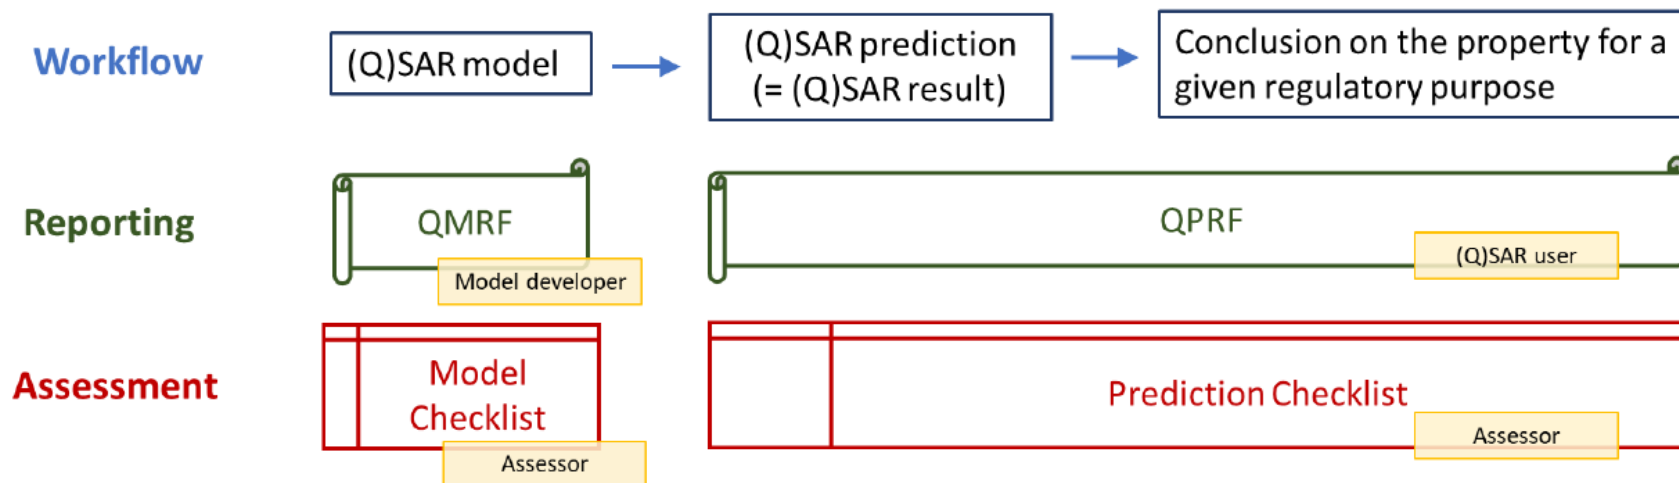 Workflow
(Q)SAR model
(Q)SAR prediction
(= (Q)SAR result)
Conclusion on the property for a
given regulatory purpose
Reporting
QMRF
Model developer
QPRF
(Q)SAR user
Assessment
Model
Checklist
Assessor
Prediction Checklist
Assessor